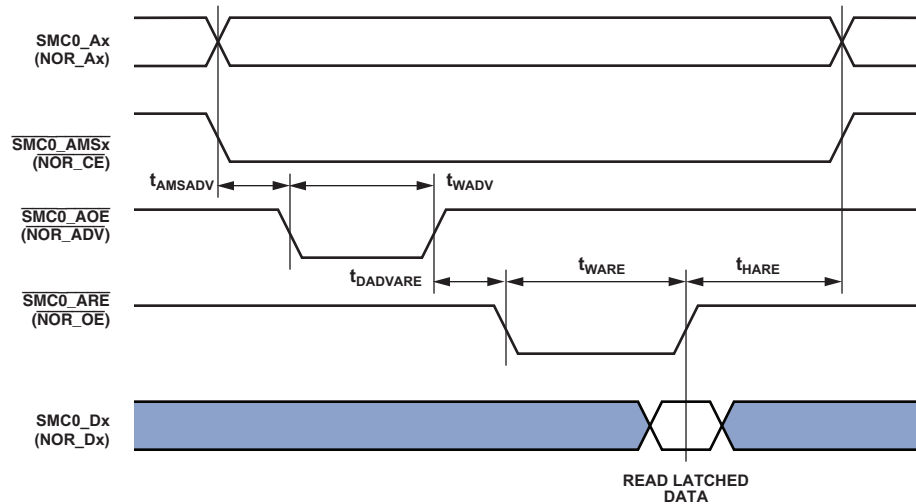 SMC0_Ax
(NOR_Ax)
SMC0_AMSx
(NOR_CE)
tAMSADV
tWADV
SMC0_AOE
(NOR_ADV)
tDADVARE
tWARE
tHARE
SMC0_ARE
(NOR_OE)
SMC0_Dx
(NOR_Dx)
READ LATCHED
DATA